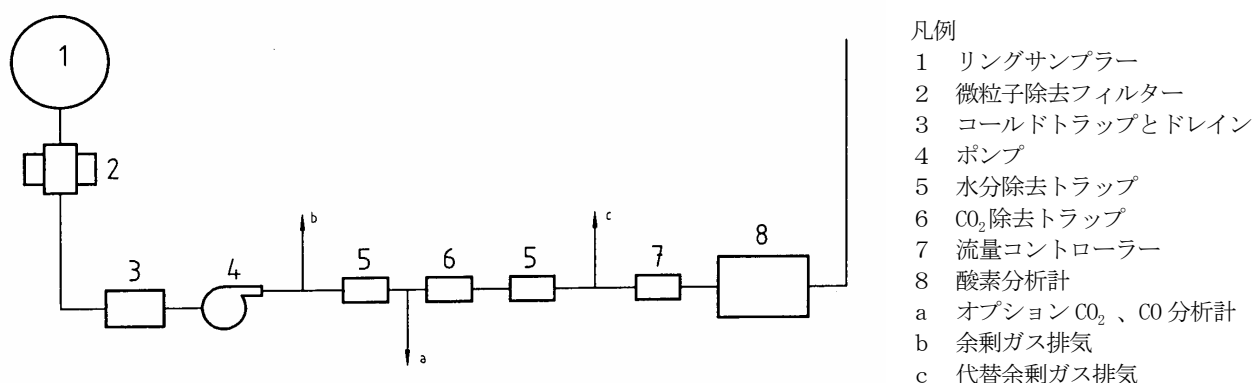 1
2
3
4
b
5
a
6
5
c
7
8
凡例
1 リングサンプラー
2 微粒子除去フィルター
3 コールドトラップとドレイン
4 ポンプ
5 水分除去トラップ
6 CO₂除去トラップ
7 流量コントローラー
8 酸素分析計
a オプション CO₂ 、CO 分析計
b 余剰ガス排気
c 代替余剰ガス排気